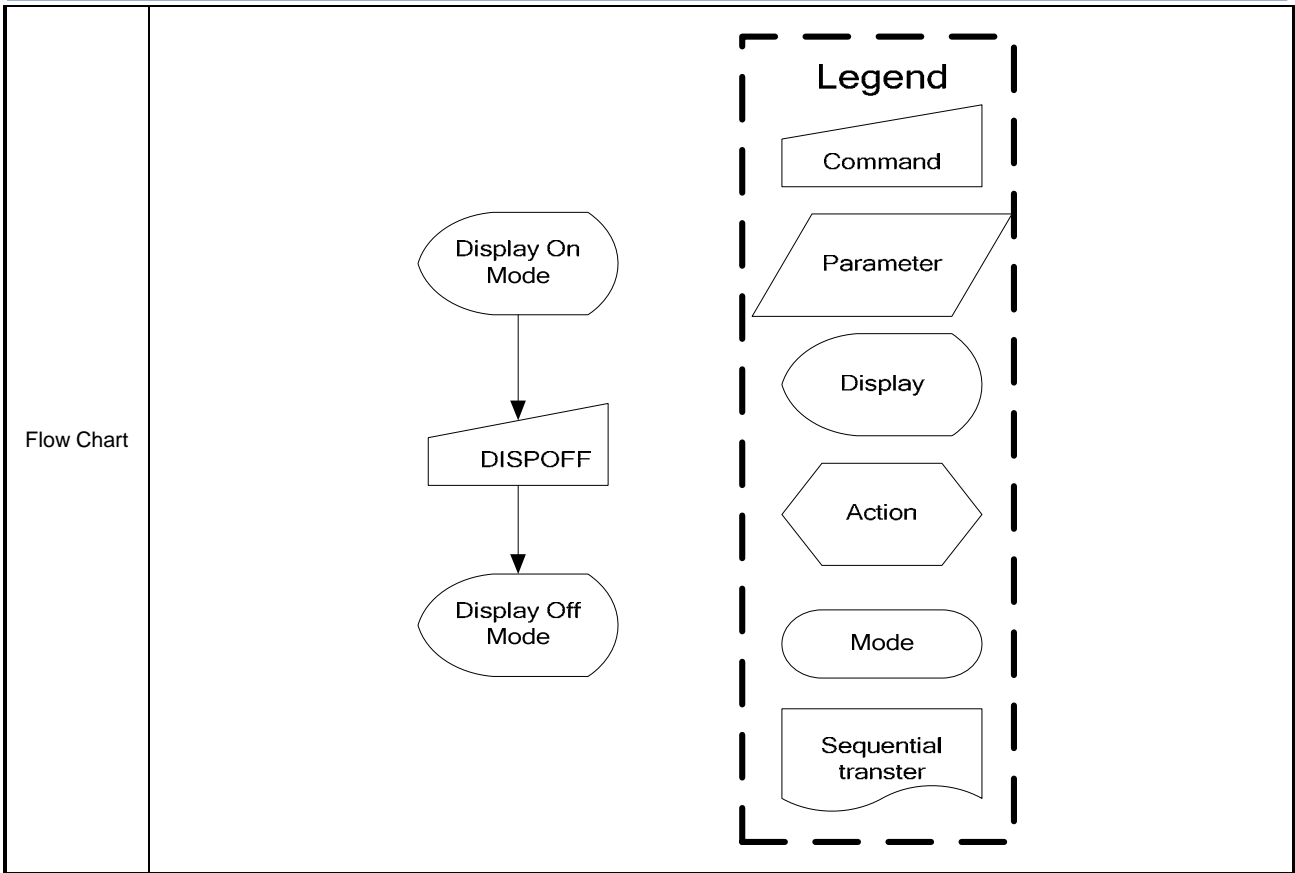 Flow Chart
Display On
Mode
DISPOFF
Display Off
Mode
Legend
Command
Parameter
Display
Action
Mode
Sequential
transter